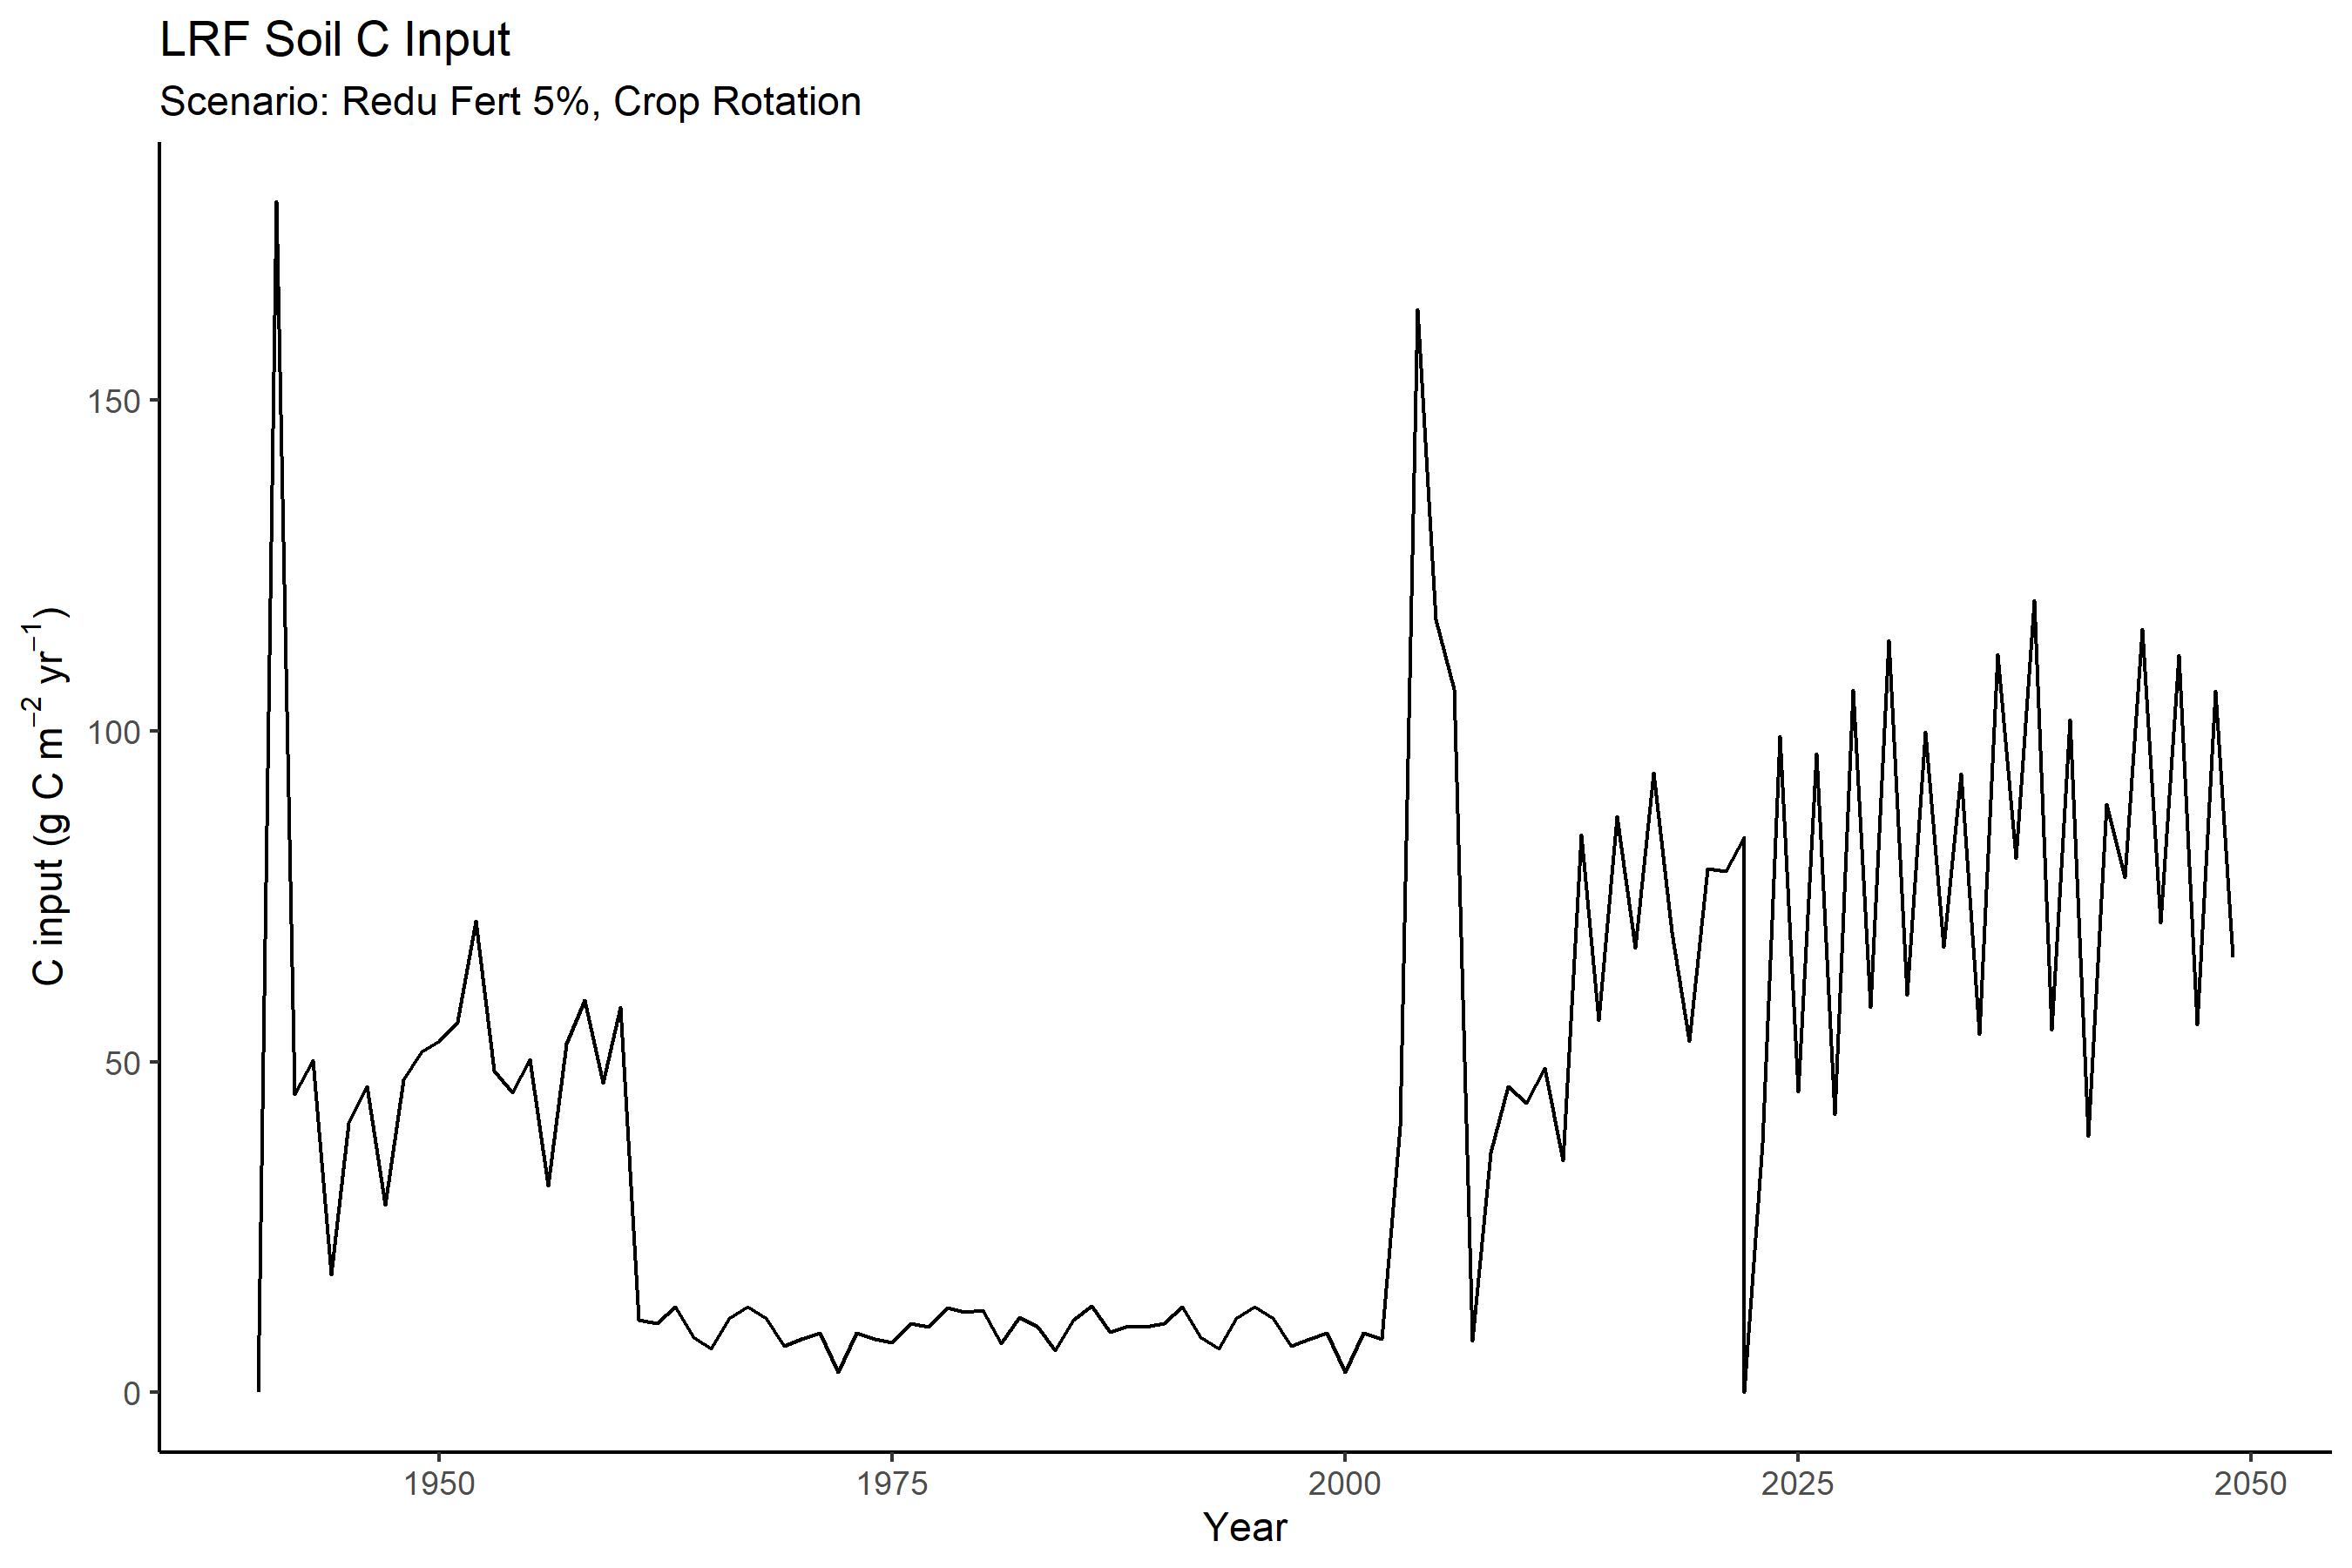 LRF Soil C Input
Scenario: Redu Fert 5%, Crop Rotation
C input (g C m⁻² yr⁻¹)
150
100
50
0
1950 1975 2000 2025 2050
Year